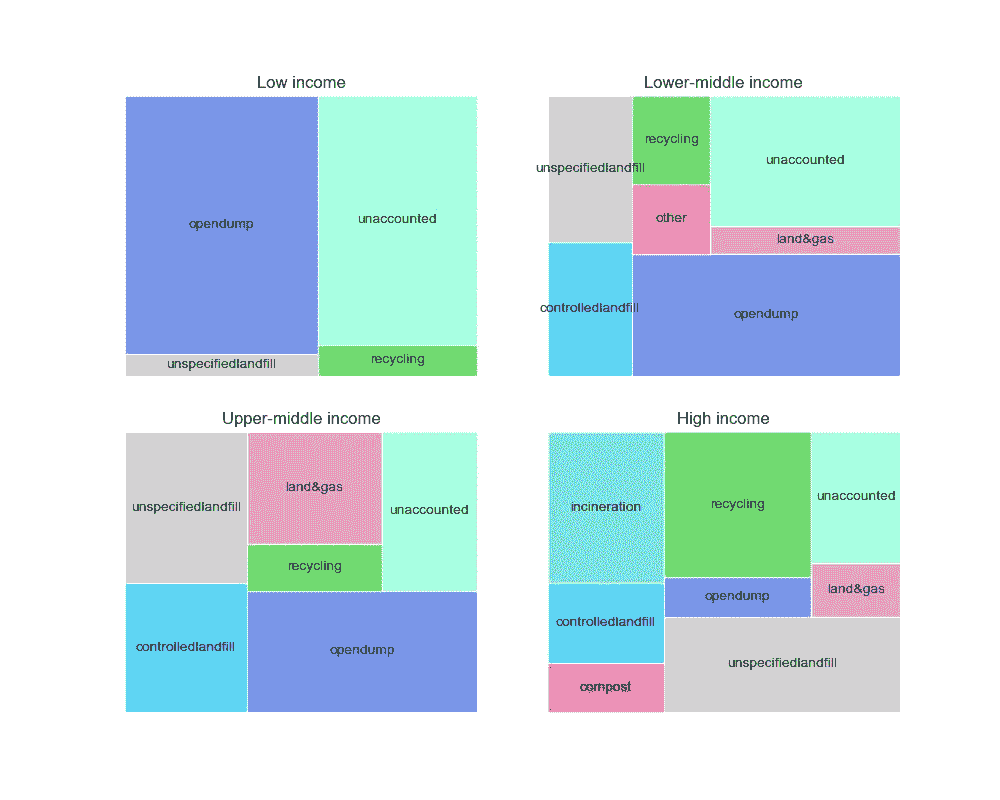 Low income
opendump
unaccounted
unspecifiedlandfill
recycling
Lower-middle income
unspecifiedlandfill
recycling
unaccounted
other
land&gas
controlledlandfill
opendump
Upper-middle income
unspecifiedlandfill
land&gas
unaccounted
recycling
controlledlandfill
opendump
High income
incineration
recycling
unaccounted
opendump
land&gas
controlledlandfill
unspecifiedlandfill
compost